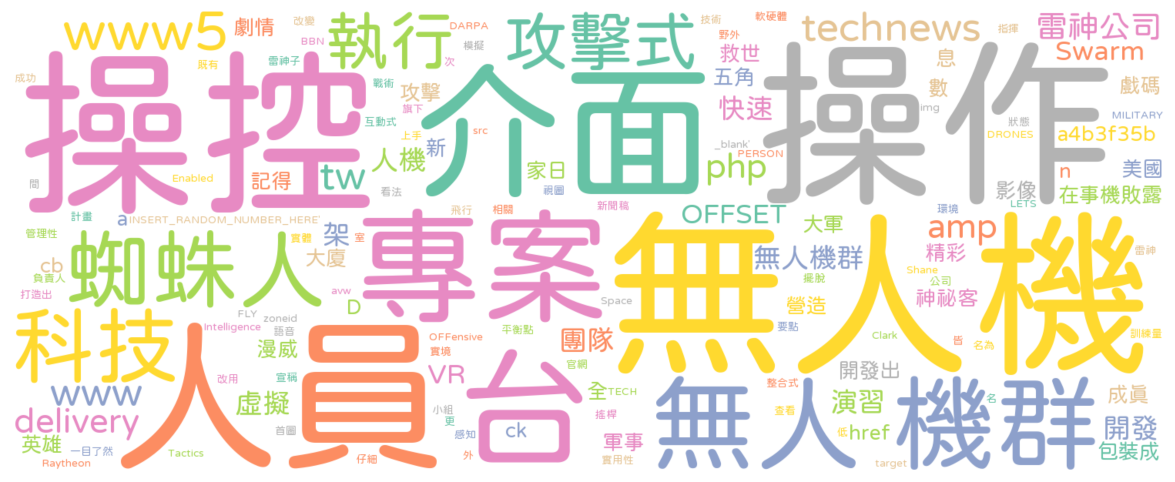 www5
劇情
改變
BBN
DARPA
執行
模擬
次
攻擊式
技術
野外
technews
軟硬體
指揮
雷神公司
Swarm
既有
雷神子
救世
息
成功
操控
戰術
攻擊
旗下
介面
五角
數
戲碼
操作
互動式
上手
新
快速
img
狀態
MILITARY
src
_blank`
DRONES
a4b3f35b
人機
PERSON
間
Enabled
記得
tw
看法
家日
視圖
php
n
美國
影像
LETS
在事機敗露
計畫
a
INSERT_RANDOM_NUMBER_HERE'
飛行
相關
新聞稿
OFFSET
大軍
環境
管理性
實體
架
室
專案
無人機群
amp
精彩
雷神
cb
負責人
蜘蛛人
大廈
擺脫
Shane
公司
打造出
avw
D
Space
無人機
營造
神祕客
FLY
zoneid
Intelligence
語音
平衡點
要點
Clark
皆
名為
訓練量
科技
漫威
OFFensive
實境
團隊
官網
人員
台
開發出
www
改用
宣稱
VR
全
TECH
整合式
成真
delivery
虛擬
小組
更
搖桿
無人機群
查看
演習
名
英雄
一目了然
首圖
感知
ck
軍事
低
href
開發
Raytheon
Tactics
仔細
外
實用性
target
包裝成